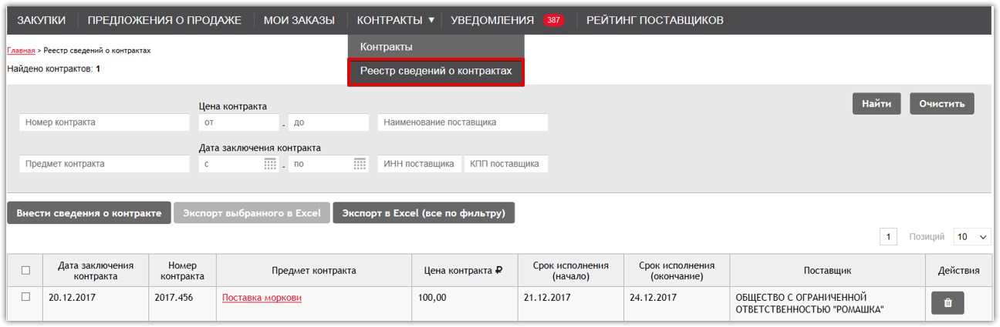 ЗАКУПКИ ПРЕДЛОЖЕНИЯ О ПРОДАЖЕ МОИ ЗАКАЗЫ КОНТРАКТЫ ▼ УВЕДОМЛЕНИЯ 387 РЕЙТИНГ ПОСТАВЩИКОВ
Контракты
Реестр сведений о контрактах
Главная > Реестр сведений о контрактах
Найдено контрактов: 1
Цена контракта
Найти Очистить
Номер контракта от - до Наименование поставщика
Дата заключения контракта
Предмет контракта с - по ИНН поставщика КПП поставщика
Внести сведения о контракте Экспорт выбранного в Excel Экспорт в Excel (все по фильтру)
1 Позиций 10
Дата заключения контракта Номер контракта Предмет контракта Цена контракта ₽ Срок исполнения (начало) Срок исполнения (окончание) Поставщик Действия
20.12.2017 2017.456 Поставка моркови 100,00 21.12.2017 24.12.2017 ОБЩЕСТВО С ОГРАНИЧЕННОЙ
ОТВЕТСТВЕННОСТЬЮ "РОМАШКА"